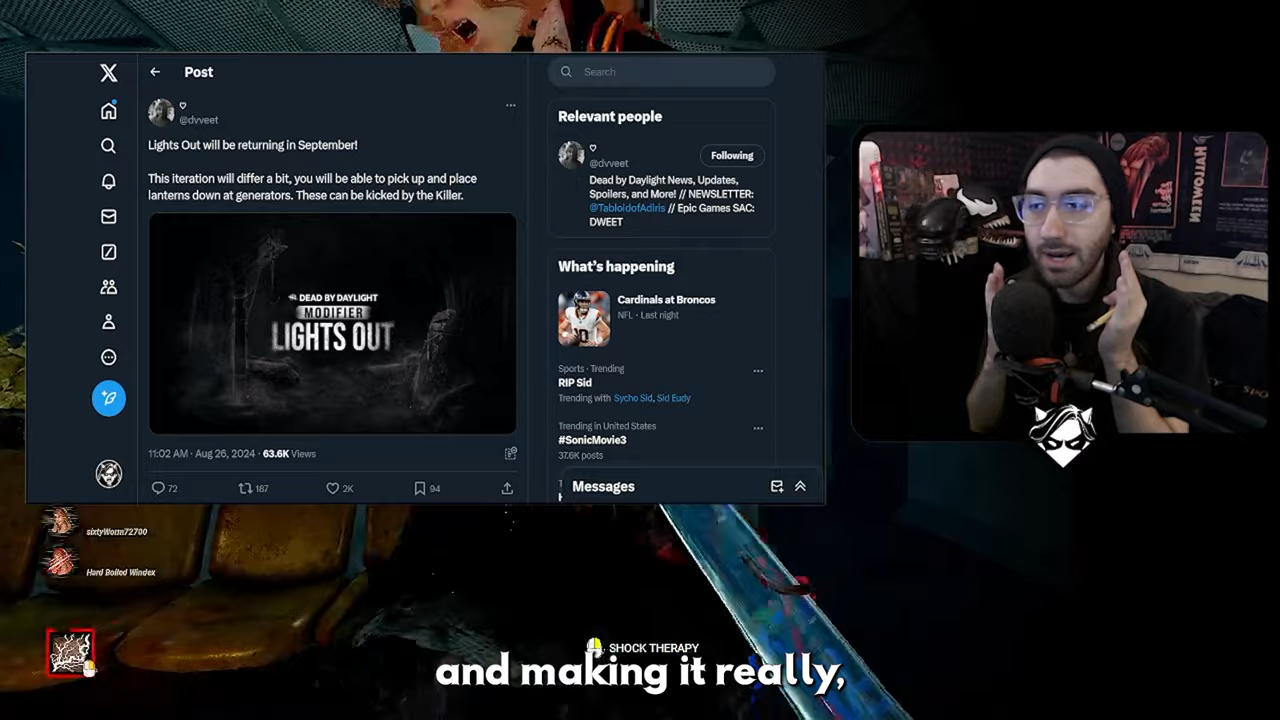 Post
Search
♡
@dvveet
Lights Out will be returning in September!
This iteration will differ a bit, you will be able to pick up and place
lanterns down at generators. These can be kicked by the Killer.
DEAD BY DAYLIGHT
MODIFIER
LIGHTS OUT
11:02 AM · Aug 26, 2024 · 63.6K Views
72
187
2K
94
Relevant people
♡
@dvveet
Following
Dead by Daylight News, Updates,
Spoilers, and More! // NEWSLETTER:
@TabloidofAdiris // Epic Games SAC:
DWEET
What's happening
Cardinals at Broncos
NFL · Last night
Sports · Trending
RIP Sid
Trending with Sycho Sid, Sid Eudy
Trending in United States
#SonicMovie3
37.6K posts
Messages
HALLOWEEN
sixtyWorm72700
Hard Boiled Windex
SHOCK THERAPY
and making it really,